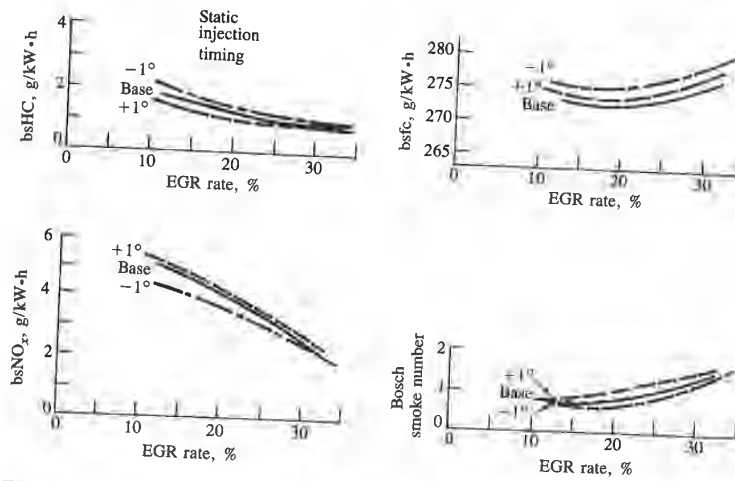 Static
injection
timing
bsHC, g/kW•h
4
2
0
−1°
Base
+1°
0 10 20 30
EGR rate, %
bsfc, g/kW•h
280
275
270
265
−1°
+1°
Base
0 10 20 30
EGR rate, %
bsNOx, g/kW•h
6
4
2
0
+1°
Base
−1°
0 10 20 30
EGR rate, %
Bosch
smoke number
2
1
0
+1°
Base
−1°
0 10 20 30
EGR rate, %